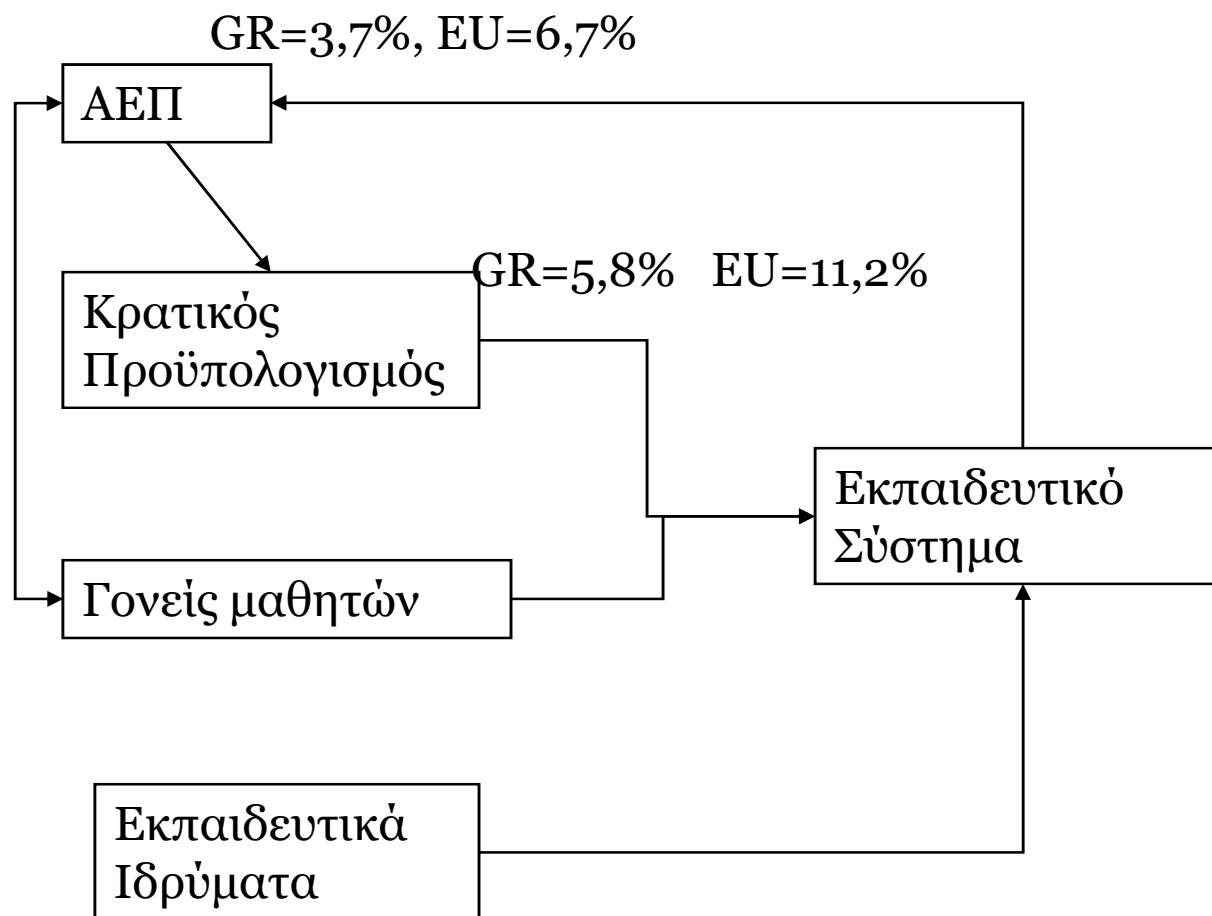 GR=3,7%, EU=6,7%
ΑΕΠ
GR=5,8% EU=11,2%
Κρατικός
Προϋπολογισμός
Εκπαιδευτικό
Σύστημα
Γονείς μαθητών
Εκπαιδευτικά
Ιδρύματα